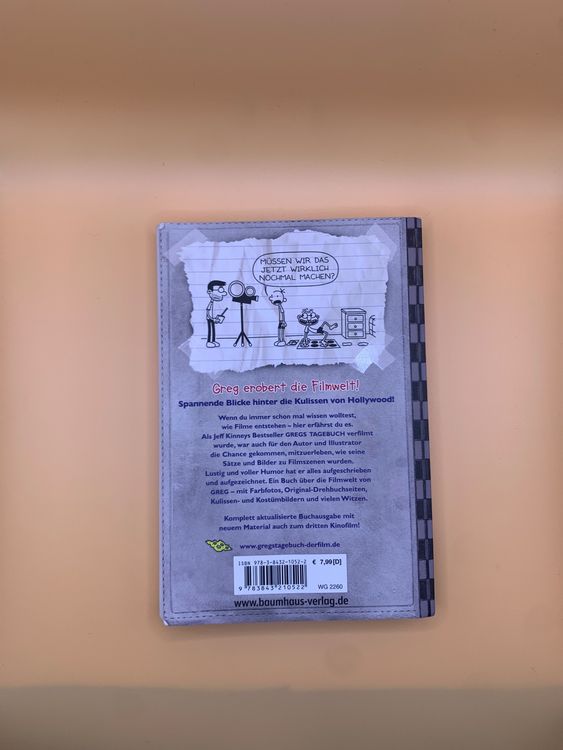 MÜSSEN WIR DAS
JETZT WIRKLICH
NOCHMAL MACHEN?
Greg erobert die Filmwelt!
Spannende Blicke hinter die Kulissen von Hollywood!
Wenn du immer schon mal wissen wolltest,
wie Filme entstehen – hier erfährst du es.
Als Jeff Kinneys Bestseller GREGS TAGEBUCH verfilmt
wurde, war auch für den Autor und Illustrator
die Chance gekommen, mitzuerleben, wie seine
Sätze und Bilder zu Filmszenen wurden.
Lustig und voller Humor hat er alles aufgeschrieben
und aufgezeichnet. Ein Buch über die Filmwelt von
GREG – mit Farbfotos, Original-Drehbuchseiten,
Kulissen- und Kostümbildern und vielen Witzen.
Komplett aktualisierte Buchausgabe mit
neuem Material auch zum dritten Kinofilm!
www.gregstagebuch-derfilm.de
ISBN 978-3-8432-1052-2
€ 7,99 [D]
9 783843 210522
WG 2260
www.baumhaus-verlag.de